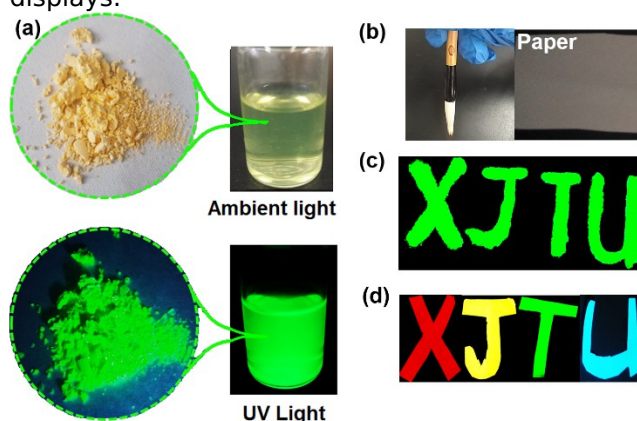 displays.
(a)
Ambient light
UV Light
(b)
Paper
(c)
XJTU
(d)
XJTU